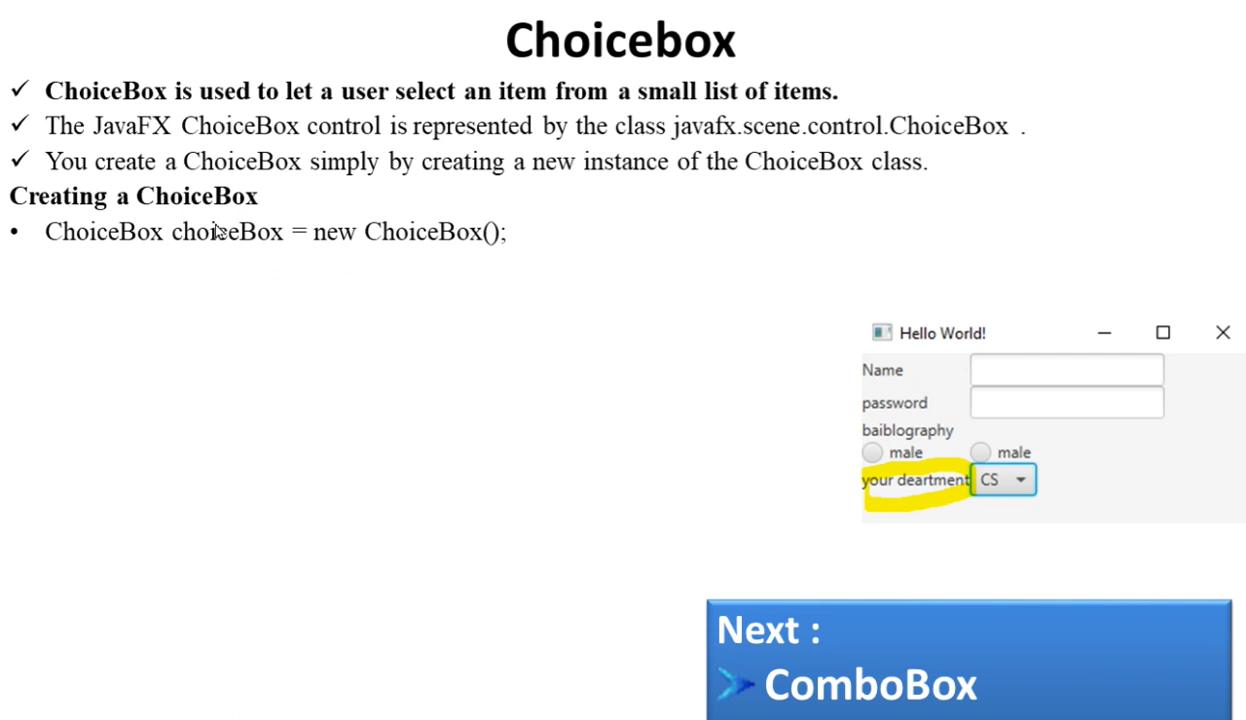 Choicebox
✓ ChoiceBox is used to let a user select an item from a small list of items.
✓ The JavaFX ChoiceBox control is represented by the class javafx.scene.control.ChoiceBox .
✓ You create a ChoiceBox simply by creating a new instance of the ChoiceBox class.
Creating a ChoiceBox
• ChoiceBox choiceBox = new ChoiceBox();
Hello World!
Name
password
baiblography
male male
your deartment CS
Next :
➢ ComboBox